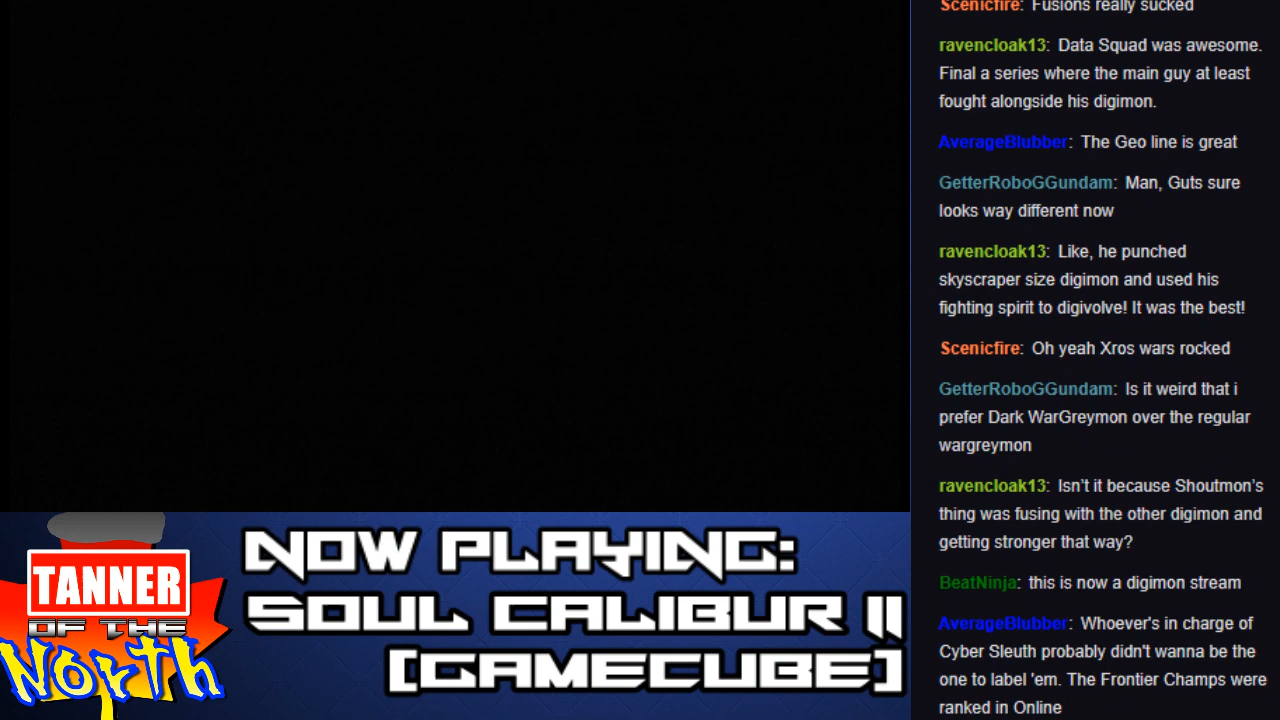 Scenicfire: Fusions really sucked
ravencloak13: Data Squad was awesome.
Final a series where the main guy at least
fought alongside his digimon.
AverageBlubber: The Geo line is great
GetterRoboGGundam: Man, Guts sure
looks way different now
ravencloak13: Like, he punched
skyscraper size digimon and used his
fighting spirit to digivolve! It was the best!
Scenicfire: Oh yeah Xros wars rocked
GetterRoboGGundam: Is it weird that i
prefer Dark WarGreymon over the regular
wargreymon
ravencloak13: Isn't it because Shoutmon's
thing was fusing with the other digimon and
getting stronger that way?
BeatNinja: this is now a digimon stream
AverageBlubber: Whoever's in charge of
Cyber Sleuth probably didn't wanna be the
one to label 'em. The Frontier Champs were
ranked in Online
TANNER
OF THE
North
NOW PLAYING:
SOUL CALIBUR II
[GAMECUBE]